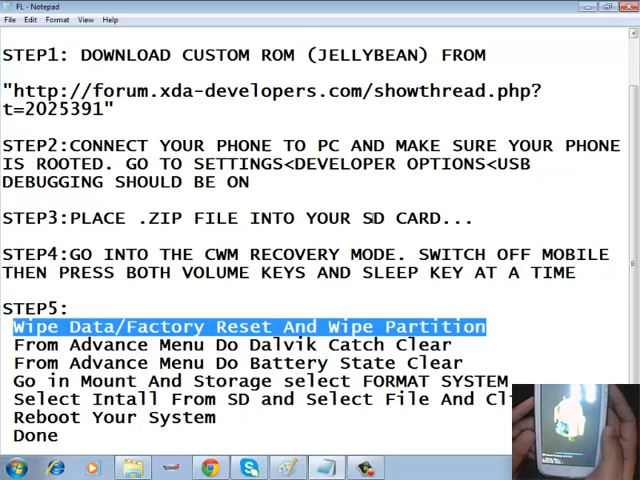 FL - Notepad
File Edit Format View Help
STEP1: DOWNLOAD CUSTOM ROM (JELLYBEAN) FROM
"http://forum.xda-developers.com/showthread.php?
t=2025391"
STEP2:CONNECT YOUR PHONE TO PC AND MAKE SURE YOUR PHONE
IS ROOTED. GO TO SETTINGS<DEVELOPER OPTIONS<USB
DEBUGGING SHOULD BE ON
STEP3:PLACE .ZIP FILE INTO YOUR SD CARD...
STEP4:GO INTO THE CWM RECOVERY MODE. SWITCH OFF MOBILE
THEN PRESS BOTH VOLUME KEYS AND SLEEP KEY AT A TIME
STEP5:
Wipe Data/Factory Reset And Wipe Partition
From Advance Menu Do Dalvik Catch Clear
From Advance Menu Do Battery State Clear
Go in Mount And Storage select FORMAT SYSTEM
Select Intall From SD and Select File And
Reboot Your System
Done